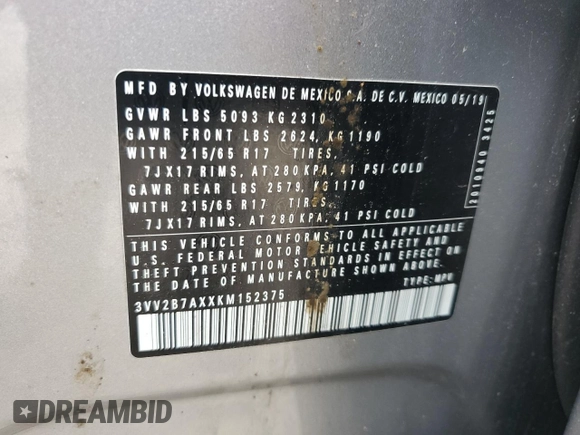 MFD BY VOLKSWAGEN DE MEXICO S.A. DE C.V. MEXICO 05/19
GVWR LBS 5093 KG 2310
GAWR FRONT LBS 2624, KG 1190
WITH 215/65 R17 TIRES,
7JX17 RIMS, AT 280 KPA, 41 PSI COLD
GAWR REAR LBS 2579, KG 1170
WITH 215/65 R17 TIRES,
7JX17 RIMS, AT 280 KPA, 41 PSI COLD
THIS VEHICLE CONFORMS TO ALL APPLICABLE
U.S. FEDERAL MOTOR VEHICLE SAFETY AND
THEFT PREVENTION STANDARDS IN EFFECT ON
THE DATE OF MANUFACTURE SHOWN ABOVE.
3VV2B7AXXKM152375
TYPE: MPV
3425
DREAMBID